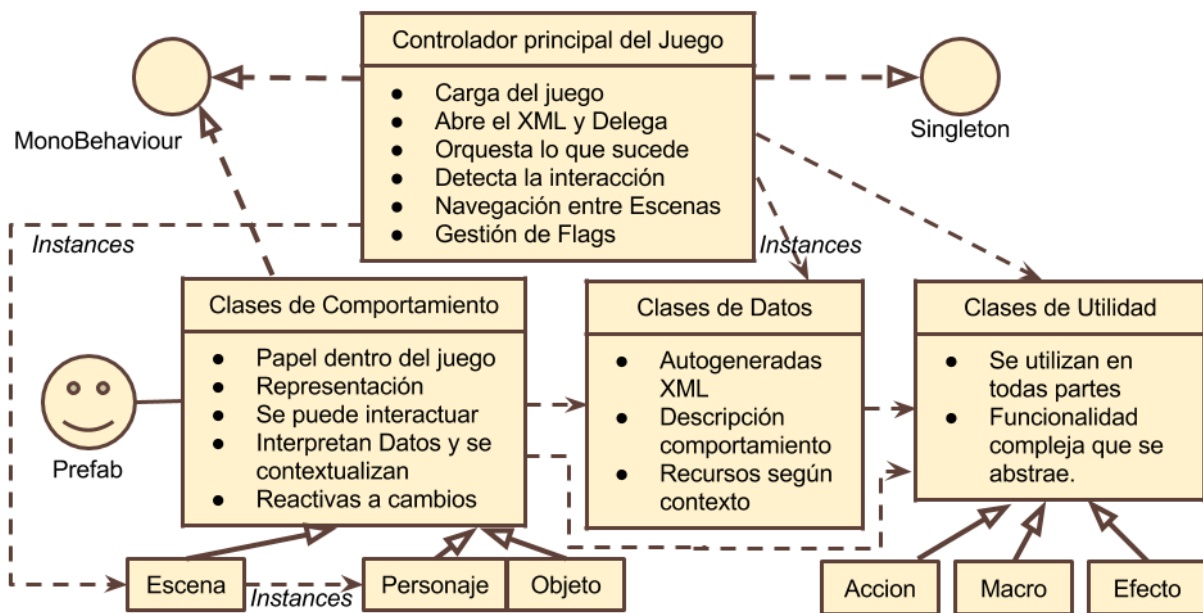 Controlador principal del Juego
● Carga del juego
● Abre el XML y Delega
● Orquesta lo que sucede
● Detecta la interacción
● Navegación entre Escenas
● Gestión de Flags
MonoBehaviour
Singleton
Instances
Instances
Clases de Comportamiento
● Papel dentro del juego
● Representación
● Se puede interactuar
● Interpretan Datos y se
contextualizan
● Reactivas a cambios
Prefab
Clases de Datos
● Autogeneradas
XML
● Descripción
comportamiento
● Recursos según
contexto
Clases de Utilidad
● Se utilizan en
todas partes
● Funcionalidad
compleja que se
abstrae.
Escena
Instances
Personaje
Objeto
Accion
Macro
Efecto